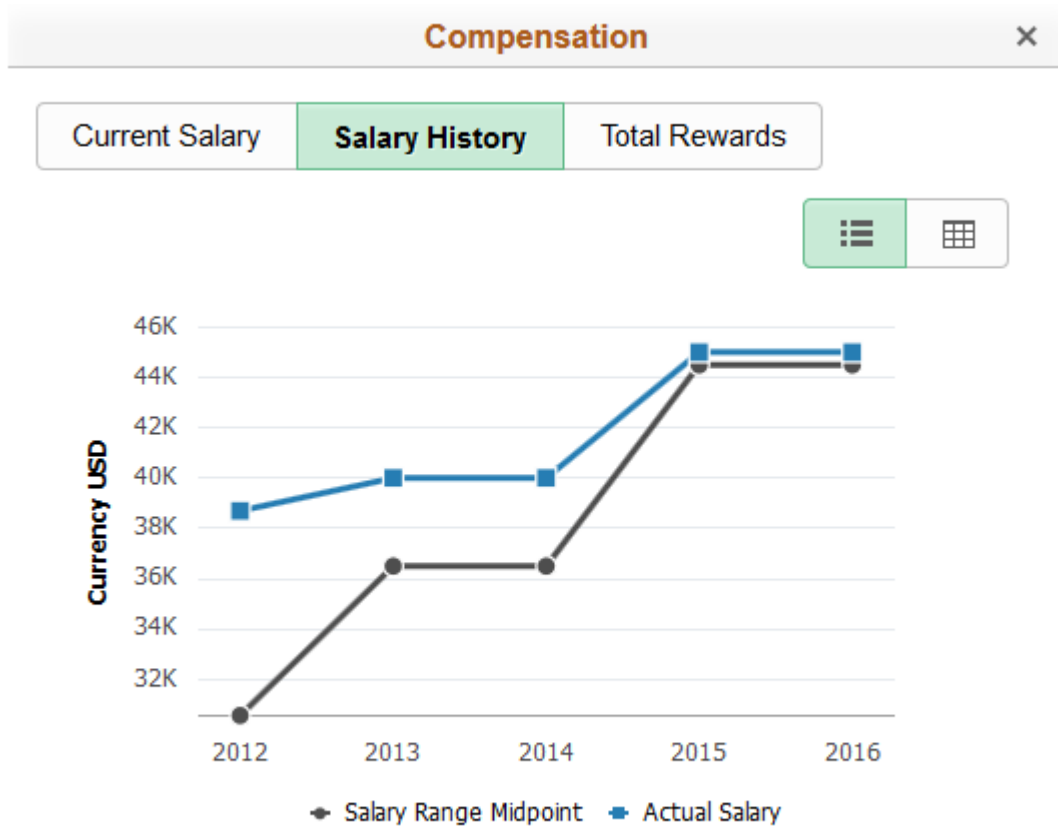 Compensation ×
Current Salary Salary History Total Rewards
46K
44K
42K
40K
38K
36K
34K
32K
Currency USD
2012 2013 2014 2015 2016
Salary Range Midpoint Actual Salary